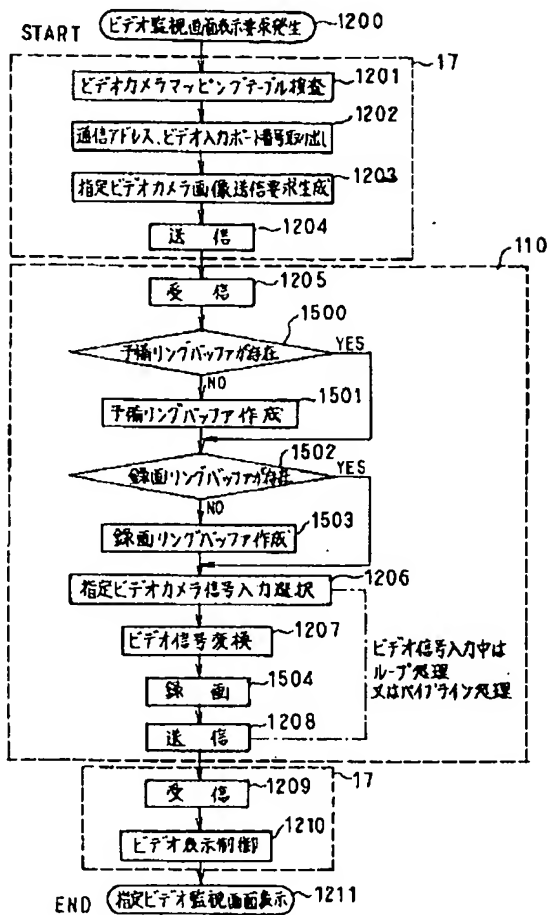 START
ビデオ監視画面表示要求発生
1200
17
ビデオカメラマッピングテーブル検査
1201
通信アドレス、ビデオ入力ポート番号取り出し
1202
指定ビデオカメラ画像送信要求生成
1203
送信
1204
110
受信
1205
予備リングバッファが存在
1500
YES
NO
予備リングバッファ作成
1501
録画リングバッファが存在
1502
YES
NO
録画リングバッファ作成
1503
指定ビデオカメラ信号入力選択
1206
ビデオ信号変換
1207
録画
1504
送信
1208
ビデオ信号入力中は
ループ処理
又はパイプライン処理
17
受信
1209
ビデオ表示制御
1210
END
指定ビデオ監視画面表示
1211